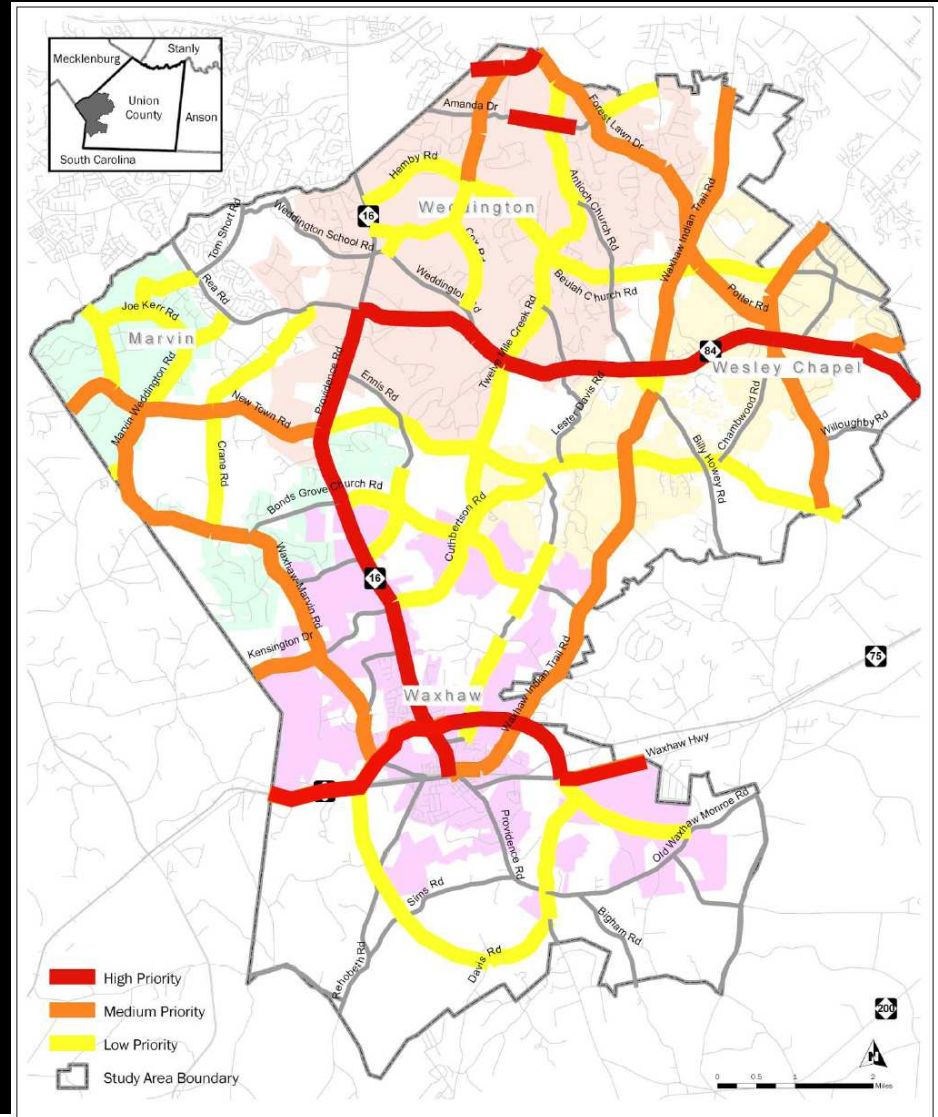 Mecklenburg
Stanly
Union
County
Anson
South Carolina
Amanda Dr
Forest Lawn Dr
Hemby Rd
16
Weddington
Antioch Church Rd
Waxhaw Indian Trail Rd
Tom Short Rd
Weddington School Rd
Cox Rd
Rea Rd
Beulah Church Rd
Potter Rd
Joe Kerr Rd
Marvin
Twelve Mile Creek Rd
84
Wesley Chapel
Marvin Weddington Rd
Providence Rd
Ennis Rd
New Town Rd
Lester Davis Rd
Chambwood Rd
Willoughby Rd
Billy Howey Rd
Crane Rd
Bonds Grove Church Rd
Cuthbertson Rd
16
Waxhaw-Marvin Rd
Kensington Dr
75
Waxhaw
Waxhaw Indian Trail Rd
Waxhaw Hwy
Old Waxhaw Monroe Rd
Providence Rd
Sims Rd
Bigham Rd
Rehobeth Rd
Davis Rd
High Priority
Medium Priority
Low Priority
Study Area Boundary
200
N
0 0.5 1 2
Miles